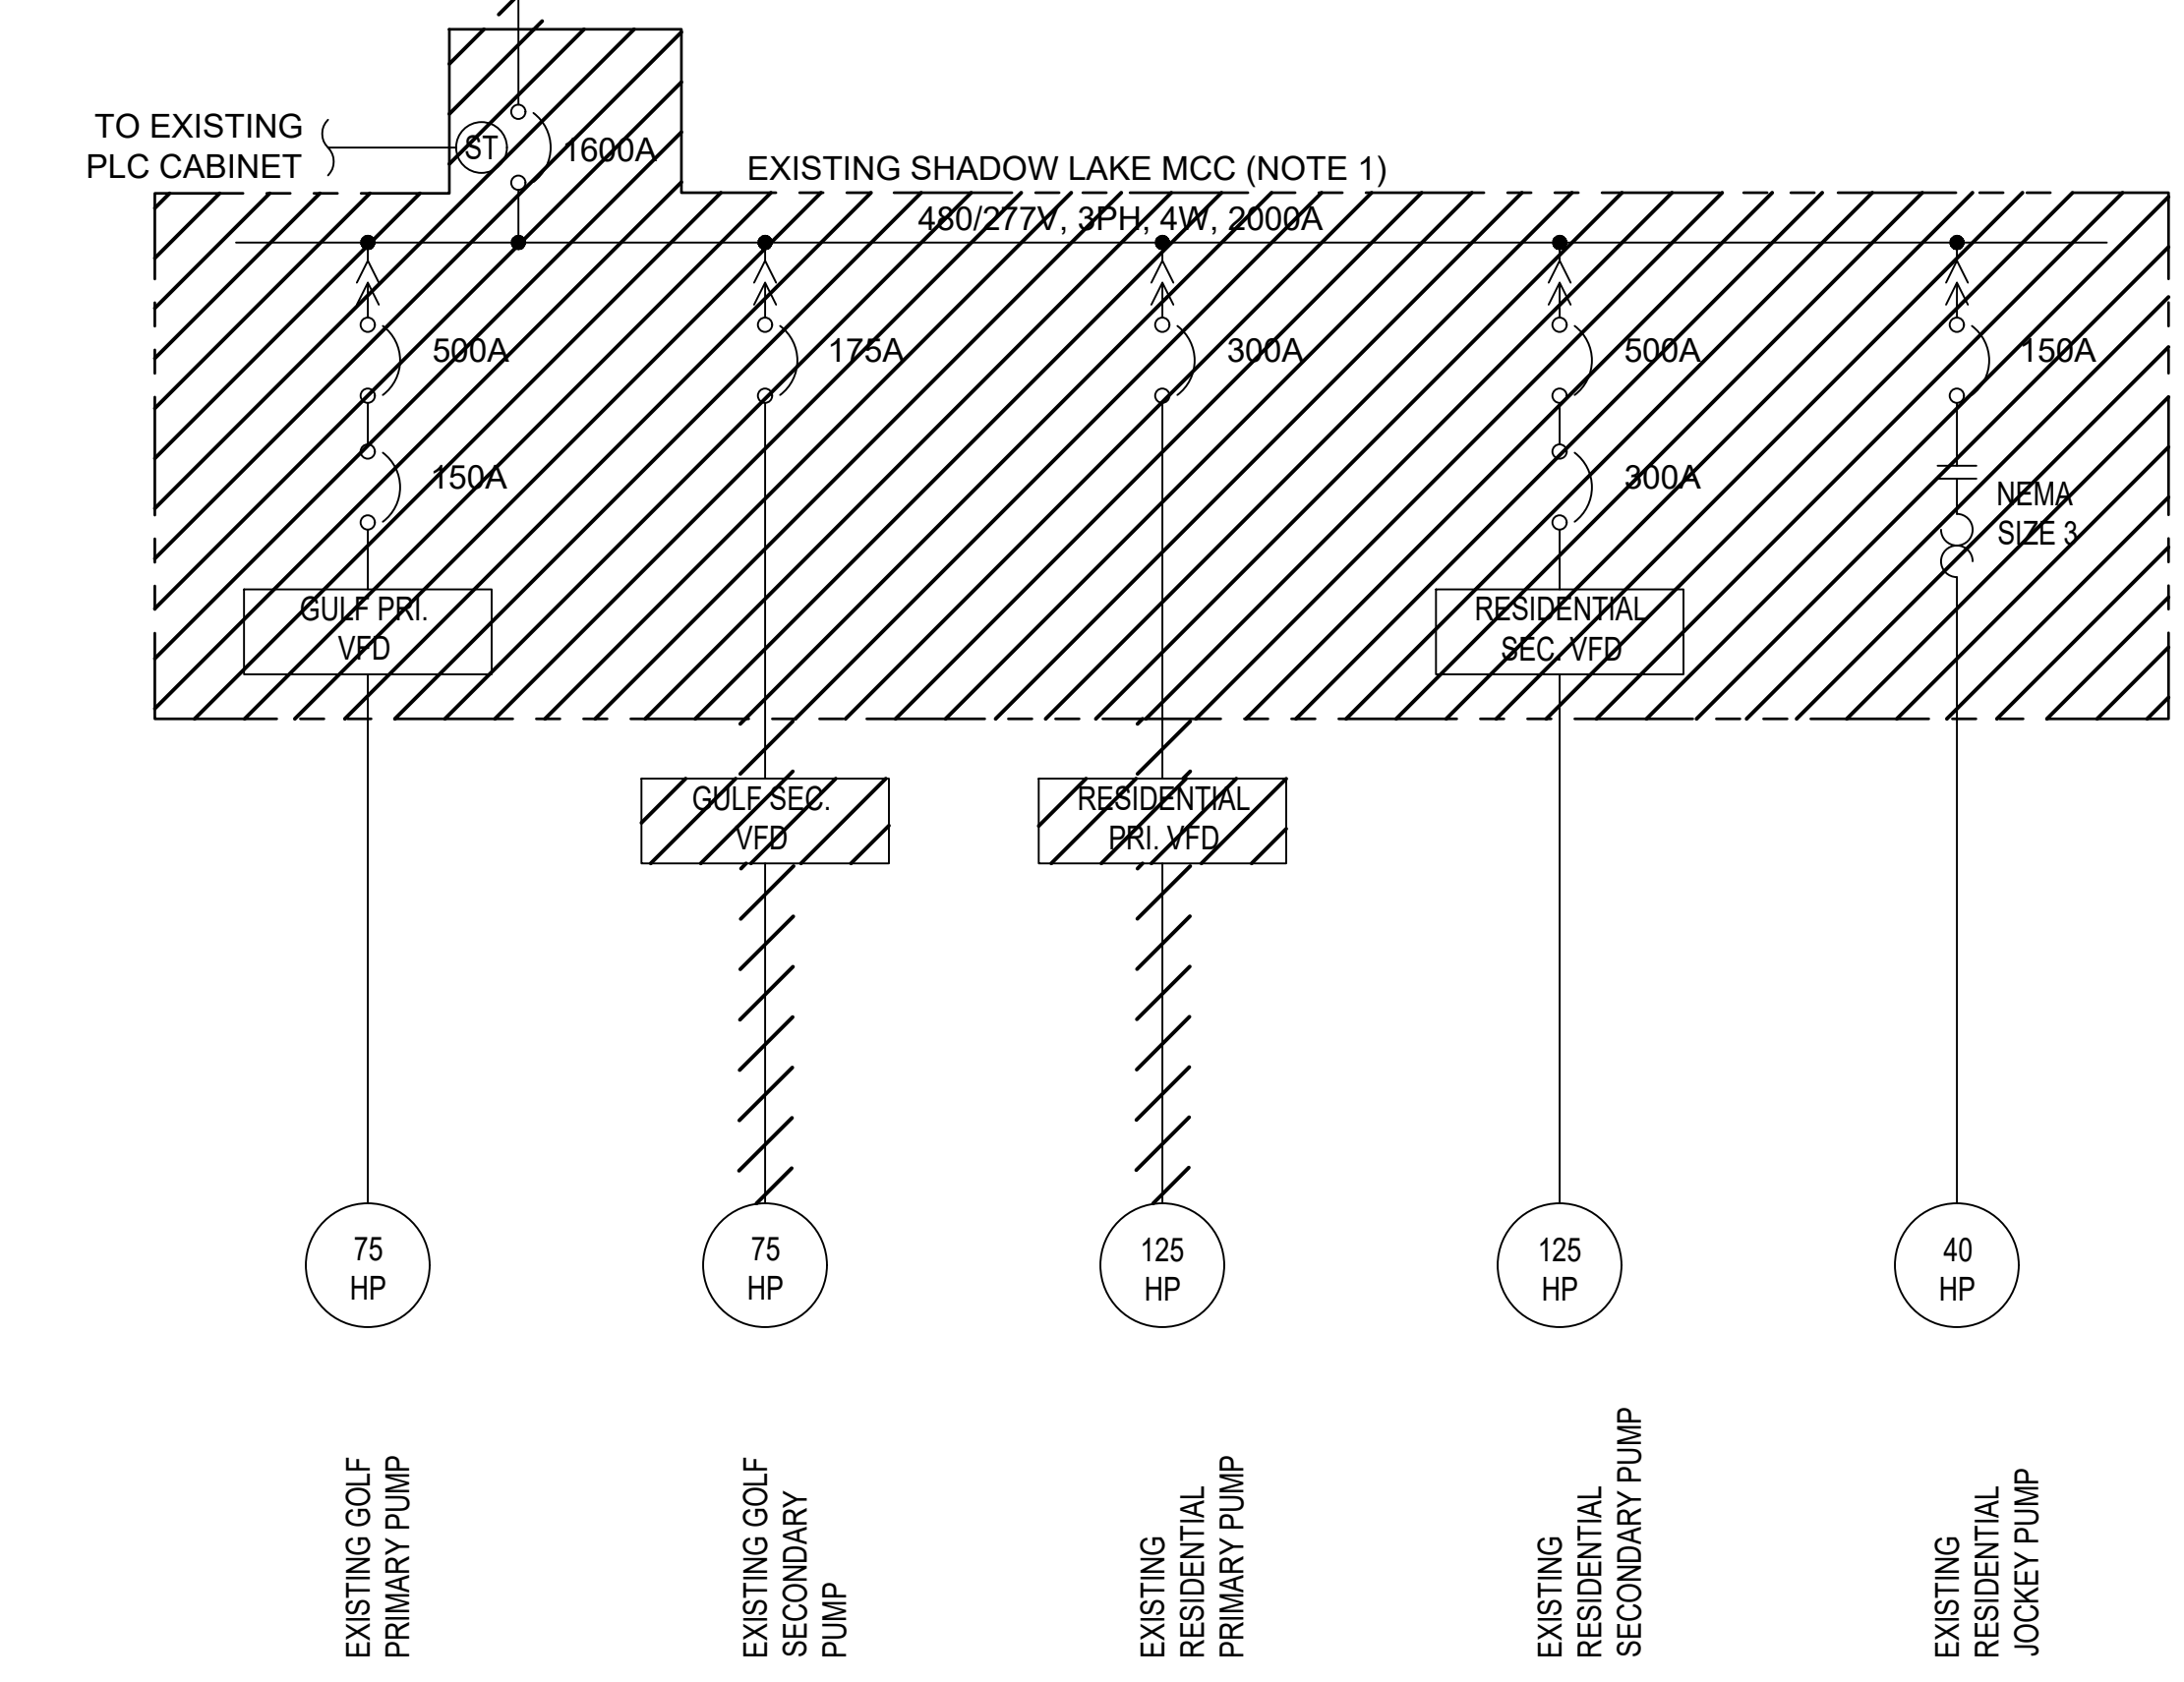 TO EXISTING
PLC CABINET
ST
1600A
EXISTING SHADOW LAKE MCC (NOTE 1)
480/277V, 3PH, 4W, 2000A
500A
175A
300A
500A
150A
150A
300A
NEMA
SIZE 3
GULF PRI.
VFD
RESIDENTIAL
SEC. VFD
GULF SEC.
VFD
RESIDENTIAL
PRI. VFD
75
HP
75
HP
125
HP
125
HP
40
HP
EXISTING GOLF
PRIMARY PUMP
EXISTING GOLF
SECONDARY
PUMP
EXISTING
RESIDENTIAL
PRIMARY PUMP
EXISTING
RESIDENTIAL
SECONDARY PUMP
EXISTING
RESIDENTIAL
JOCKEY PUMP